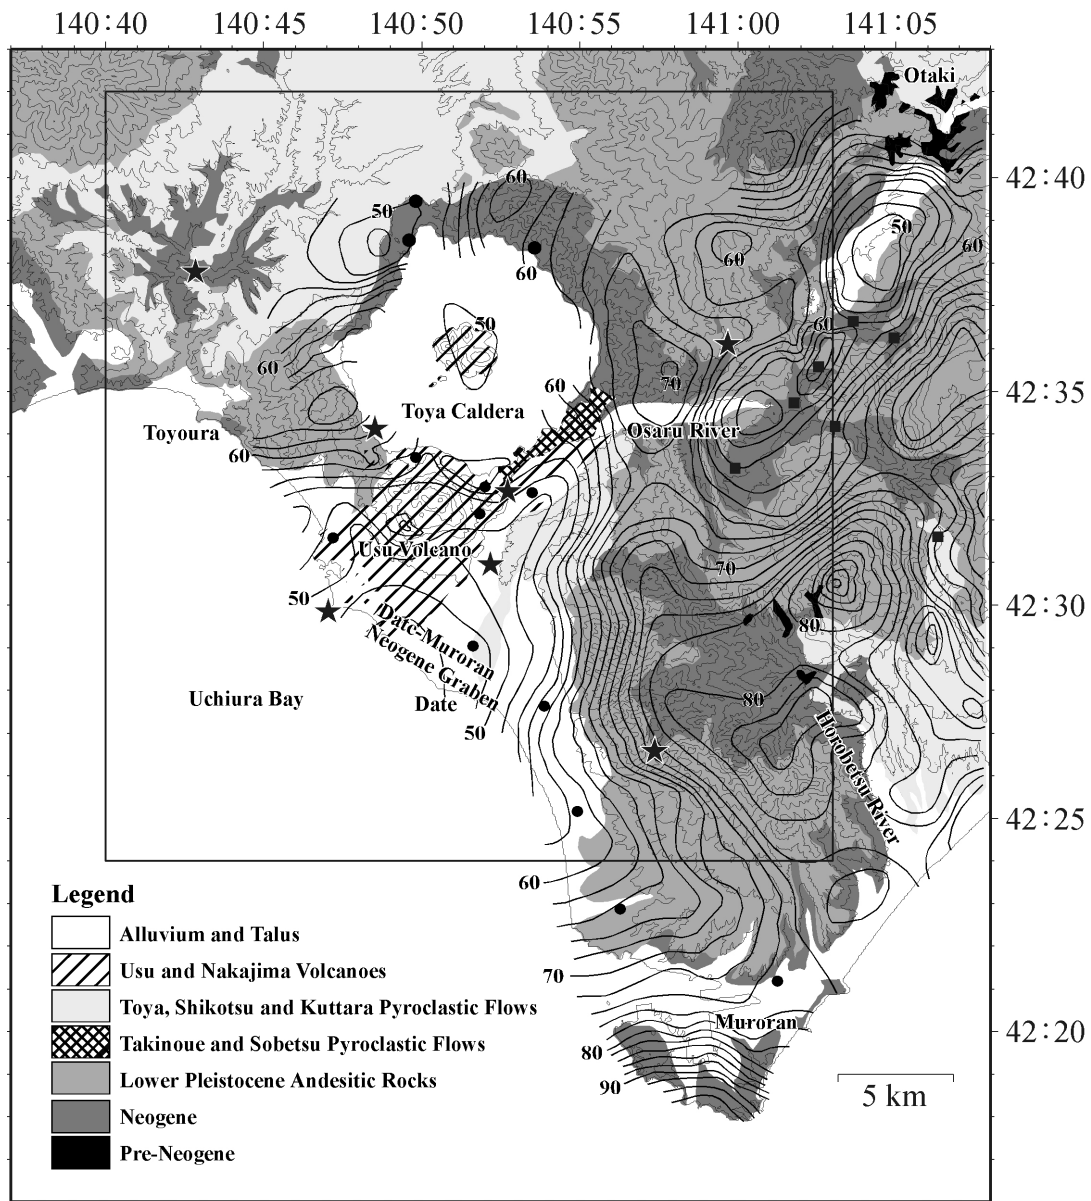 140:40 140:45 140:50 140:55 141:00 141:05
Otaki
42:40
60
50
50
60
60
60
50
60
42:35
60
70
60
Toya Caldera
Toyoura
Osaru River
60
Usu Volcano
70
50
42:30
80
Date-Muroran
Neogene Graben
Uchiura Bay
Date
80
50
Horobetsu River
42:25
60
Legend
Alluvium and Talus
70
Usu and Nakajima Volcanoes
Toya, Shikotsu and Kuttara Pyroclastic Flows
Muroran
42:20
Takinoue and Sobetsu Pyroclastic Flows
80
Lower Pleistocene Andesitic Rocks
90
5 km
Neogene
Pre-Neogene